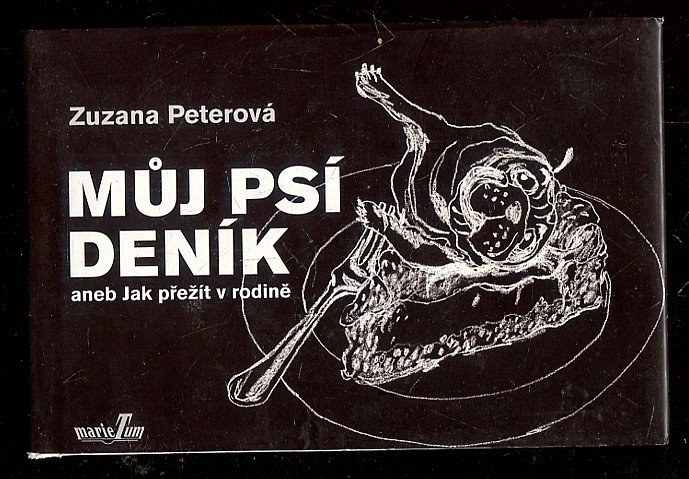 Zuzana Peterová
MŮJ PSÍ
DENÍK
aneb Jak přežít v rodině
marieTum